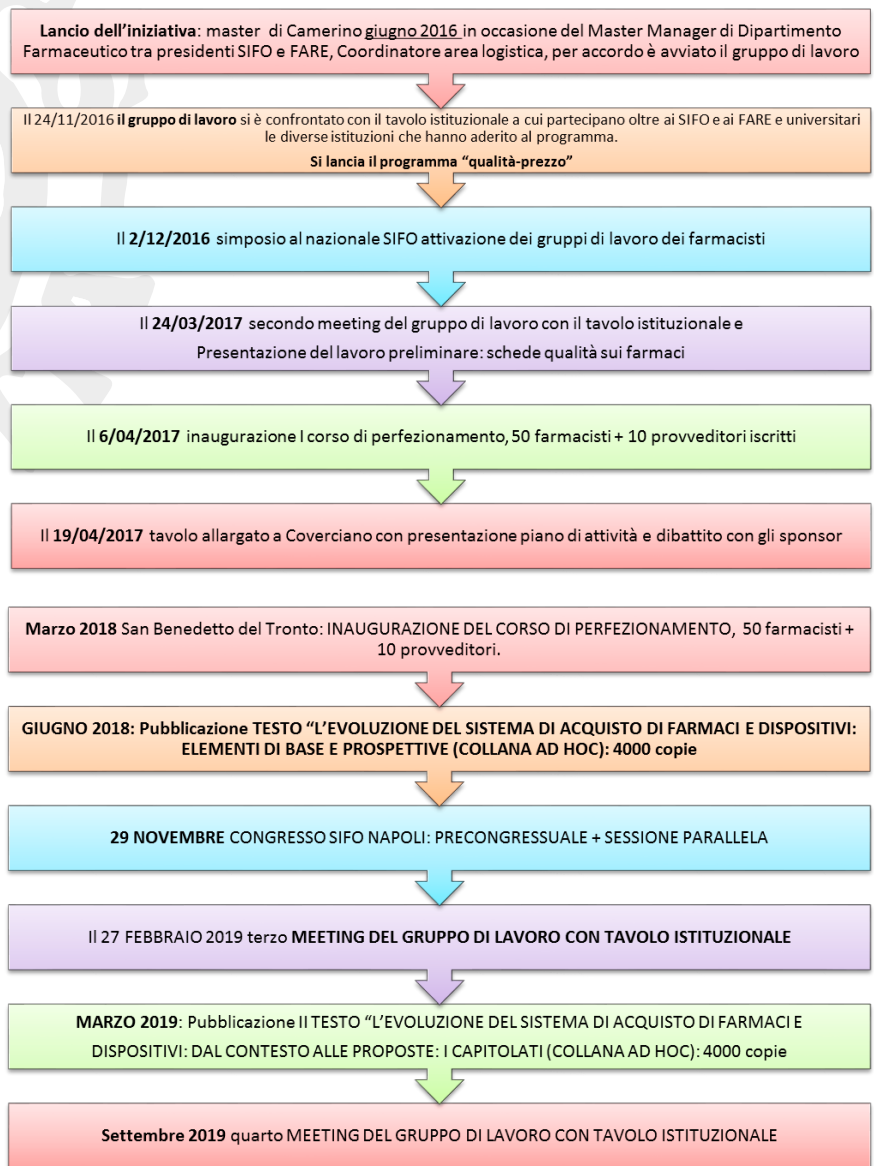 Lancio dell'iniziativa: master di Camerino giugno 2016 in occasione del Master Manager di Dipartimento
Farmaceutico tra presidenti SIFO e FARE, Coordinatore area logistica, per accordo è avviato il gruppo di lavoro
Il 24/11/2016 il gruppo di lavoro si è confrontato con il tavolo istituzionale a cui partecipano oltre ai SIFO e ai FARE e universitari
le diverse istituzioni che hanno aderito al programma.
Si lancia il programma "qualità-prezzo"
Il 2/12/2016 simposio al nazionale SIFO attivazione dei gruppi di lavoro dei farmacisti
Il 24/03/2017 secondo meeting del gruppo di lavoro con il tavolo istituzionale e
Presentazione del lavoro preliminare: schede qualità sui farmaci
Il 6/04/2017 inaugurazione I corso di perfezionamento, 50 farmacisti + 10 provveditori iscritti
Il 19/04/2017 tavolo allargato a Coverciano con presentazione piano di attività e dibattito con gli sponsor
Marzo 2018 San Benedetto del Tronto: INAUGURAZIONE DEL CORSO DI PERFEZIONAMENTO, 50 farmacisti +
10 provveditori.
GIUGNO 2018: Pubblicazione TESTO "L'EVOLUZIONE DEL SISTEMA DI ACQUISTO DI FARMACI E DISPOSITIVI:
ELEMENTI DI BASE E PROSPETTIVE (COLLANA AD HOC): 4000 copie
29 NOVEMBRE CONGRESSO SIFO NAPOLI: PRECONGRESSUALE + SESSIONE PARALLELA
Il 27 FEBBRAIO 2019 terzo MEETING DEL GRUPPO DI LAVORO CON TAVOLO ISTITUZIONALE
MARZO 2019: Pubblicazione II TESTO "L'EVOLUZIONE DEL SISTEMA DI ACQUISTO DI FARMACI E
DISPOSITIVI: DAL CONTESTO ALLE PROPOSTE: I CAPITOLATI (COLLANA AD HOC): 4000 copie
Settembre 2019 quarto MEETING DEL GRUPPO DI LAVORO CON TAVOLO ISTITUZIONALE